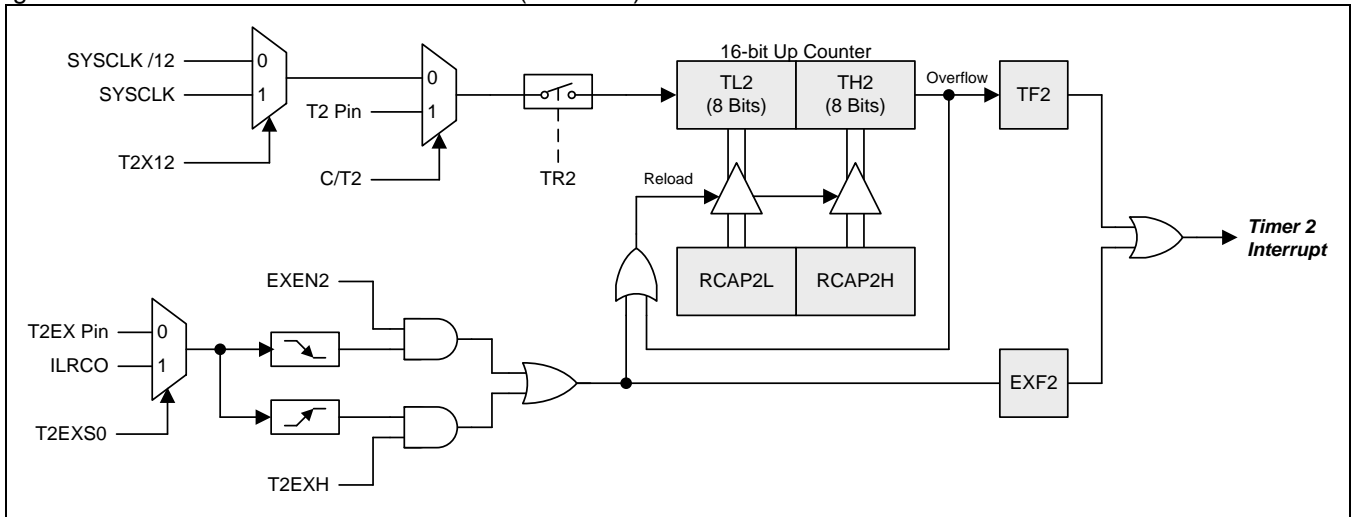 SYSCLK /12
SYSCLK
0
1
T2X12
T2 Pin
0
1
C/T2
TR2
16-bit Up Counter
TL2
(8 Bits)
TH2
(8 Bits)
Overflow
TF2
Reload
RCAP2L
RCAP2H
Timer 2
Interrupt
EXEN2
T2EX Pin
ILRCO
0
1
T2EXS0
T2EXH
EXF2